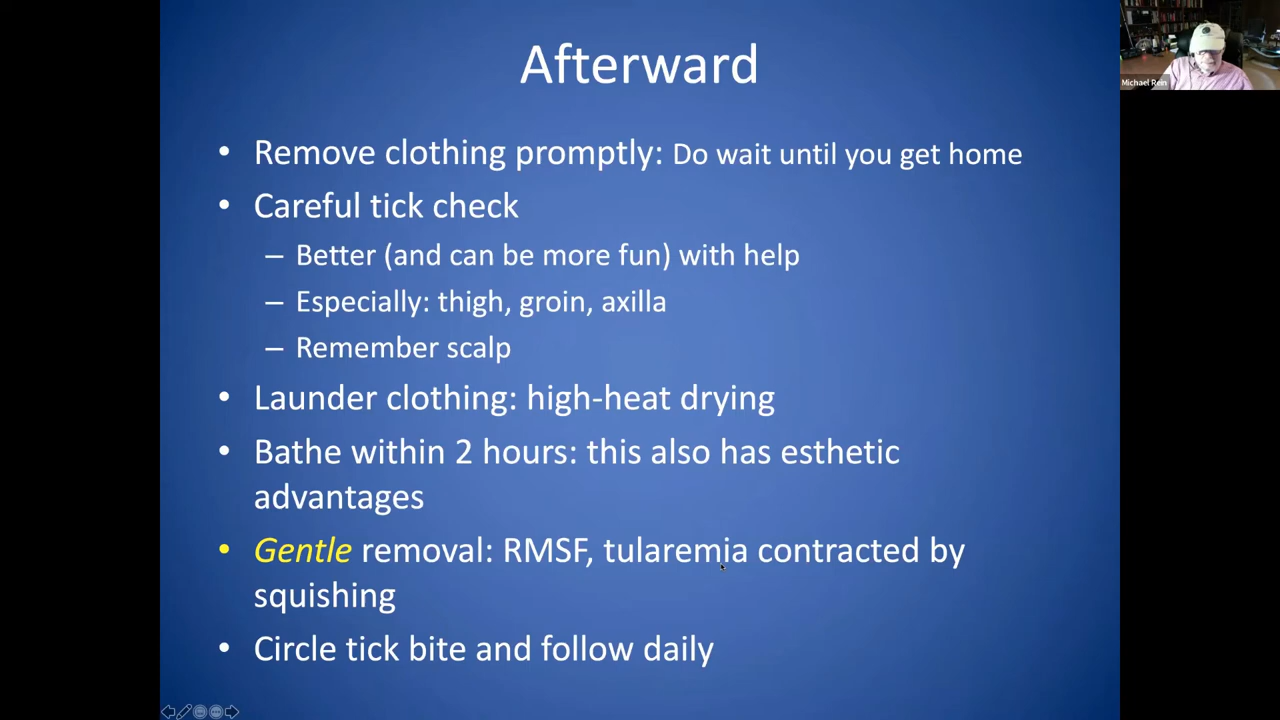 Afterward
• Remove clothing promptly: Do wait until you get home
• Careful tick check
– Better (and can be more fun) with help
– Especially: thigh, groin, axilla
– Remember scalp
• Launder clothing: high-heat drying
• Bathe within 2 hours: this also has esthetic
advantages
• Gentle removal: RMSF, tularemia contracted by
squishing
• Circle tick bite and follow daily
Michael Rein